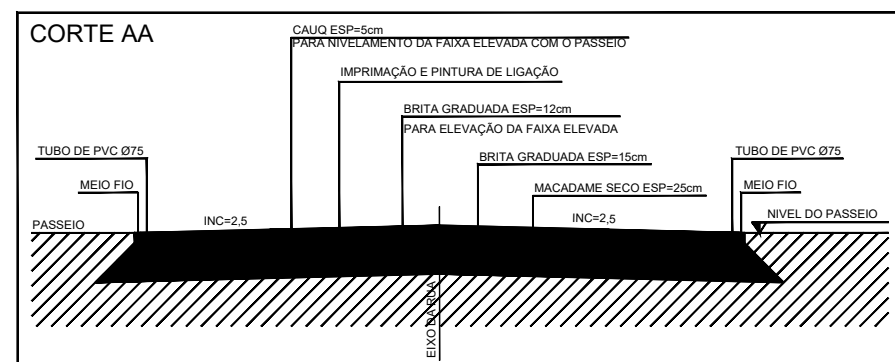 CORTE AA
CAUQ ESP=5cm
PARA NIVELAMENTO DA FAIXA ELEVADA COM O PASSEIO
IMPRIMAÇÃO E PINTURA DE LIGAÇÃO
BRITA GRADUADA ESP=12cm
PARA ELEVAÇÃO DA FAIXA ELEVADA
TUBO DE PVC Ø75
BRITA GRADUADA ESP=15cm
TUBO DE PVC Ø75
MEIO FIO
MACADAME SECO ESP=25cm
MEIO FIO
PASSEIO
INC=2,5
INC=2,5
NIVEL DO PASSEIO
EIXO DA RUA